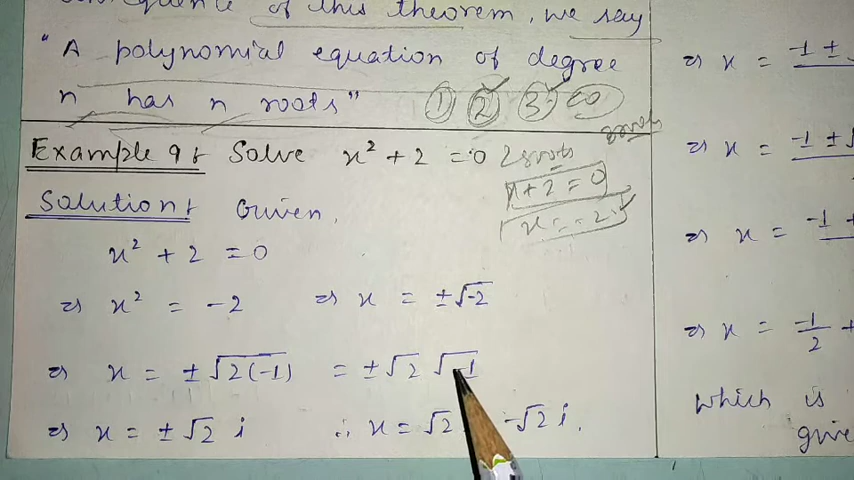 of this theorem, we say
"A polynomial equation of degree
n has n roots" ① ② ③
Example 9:- Solve x² + 2 = 0 2 roots
x + 2 = 0
x = -2
Solution:- Given,
x² + 2 = 0
⇒ x² = -2 ⇒ x = ±√-2
⇒ x = ±√2(-1) = ±√2 √-1
⇒ x = ±√2 i ∴ x = √2 -√2 i.
⇒ x = -1 ±
⇒ x = -1 ± √
⇒ x = -1 +
⇒ x = -1/2 +
Which is
give